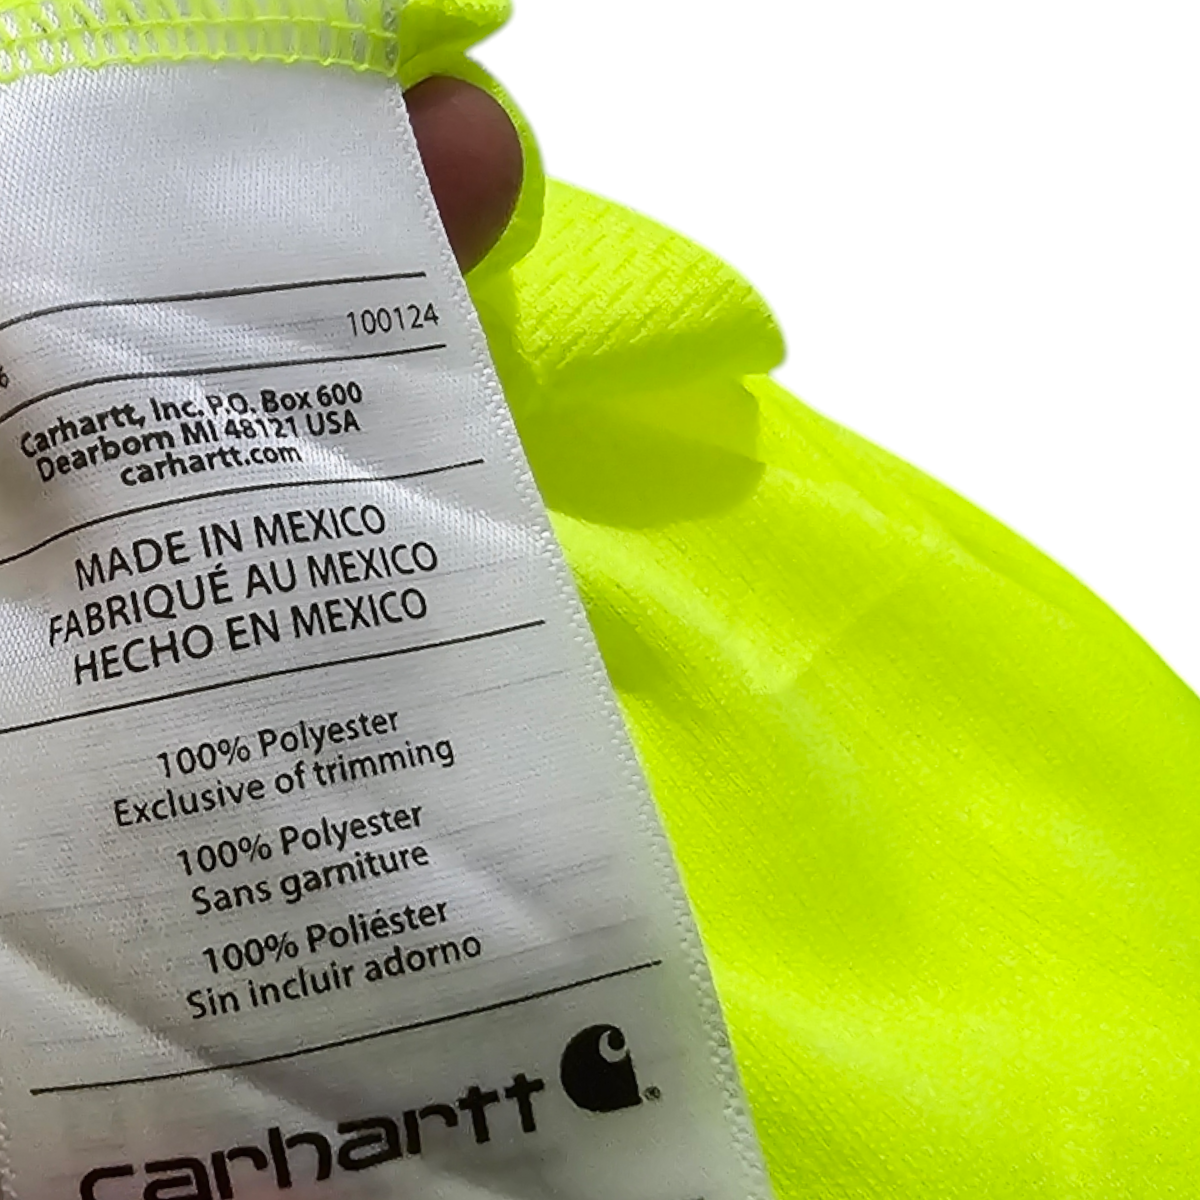 100124
Carhartt, Inc. P.O. Box 600
Dearborn MI 48121 USA
carhartt.com
MADE IN MEXICO
FABRIQUÉ AU MEXICO
HECHO EN MEXICO
100% Polyester
Exclusive of trimming
100% Polyester
Sans garniture
100% Poliéster
Sin incluir adorno
carhartt